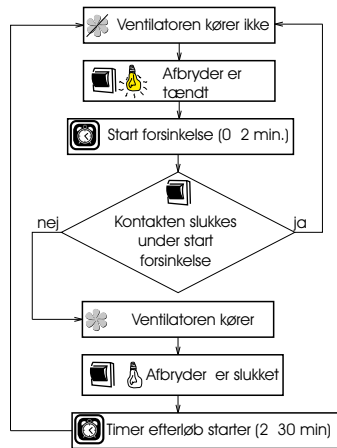 Ventilatoren kører ikke
Afbryder er
tændt
Start forsinkelse (0 2 min.)
nej
ja
Kontakten slukkes
under start
forsinkelse
Ventilatoren kører
Afbryder er slukket
Timer efterløb starter (2 30 min)